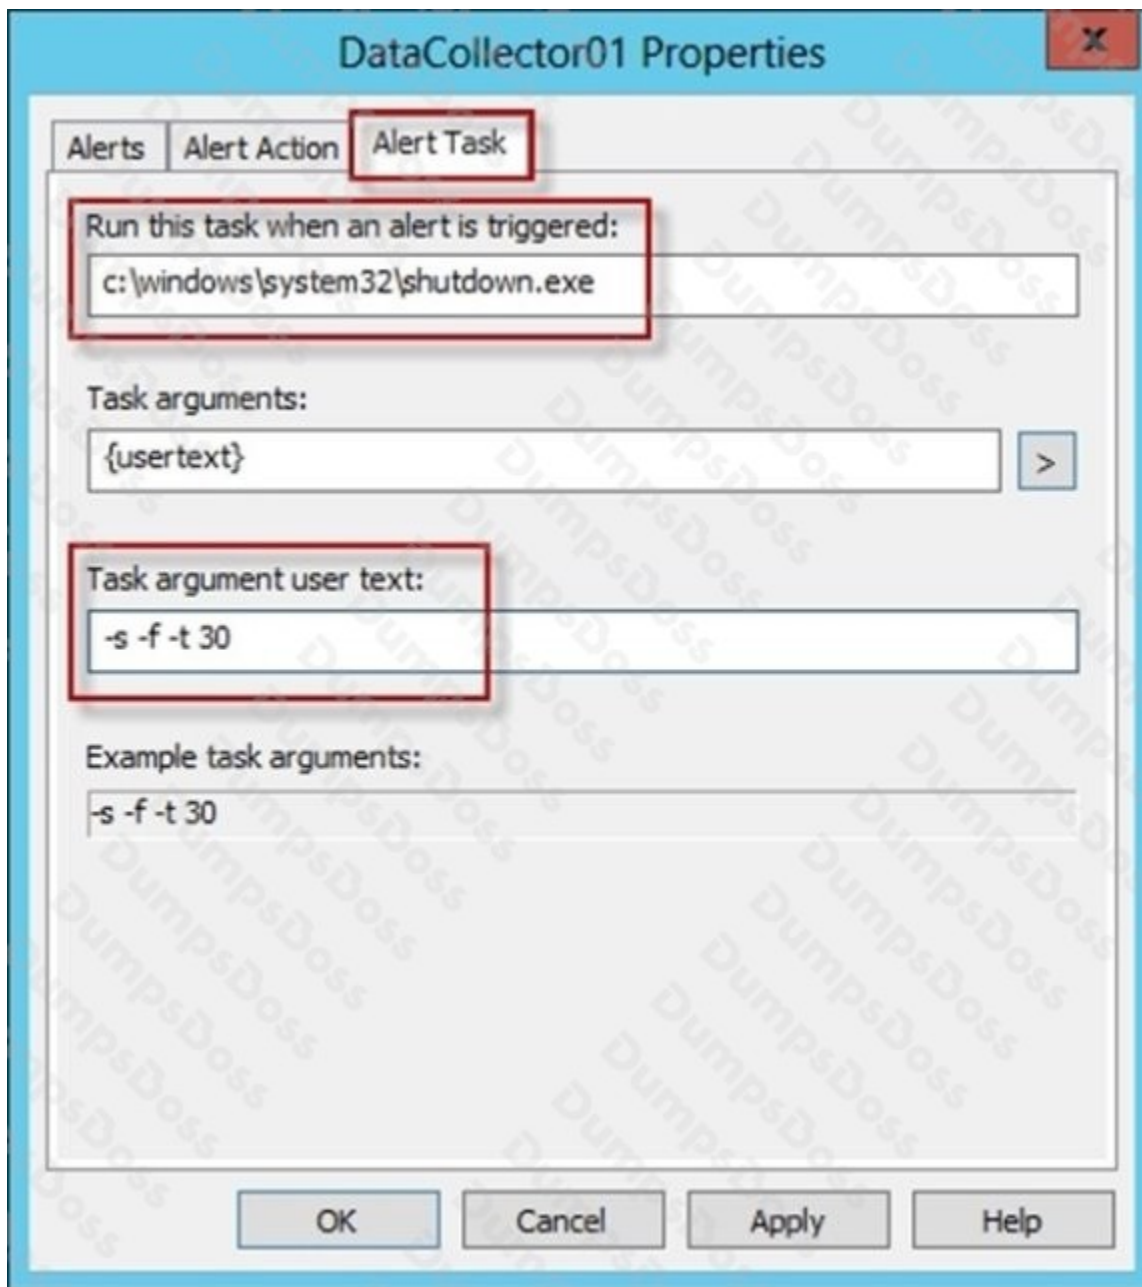 DataCollector01 Properties
x
Alerts Alert Action Alert Task
Run this task when an alert is triggered:
c:\windows\system32\shutdown.exe
Task arguments:
{usertext}
>
Task argument user text:
-s -f -t 30
Example task arguments:
-s -f -t 30
OK Cancel Apply Help
DumpsDoss